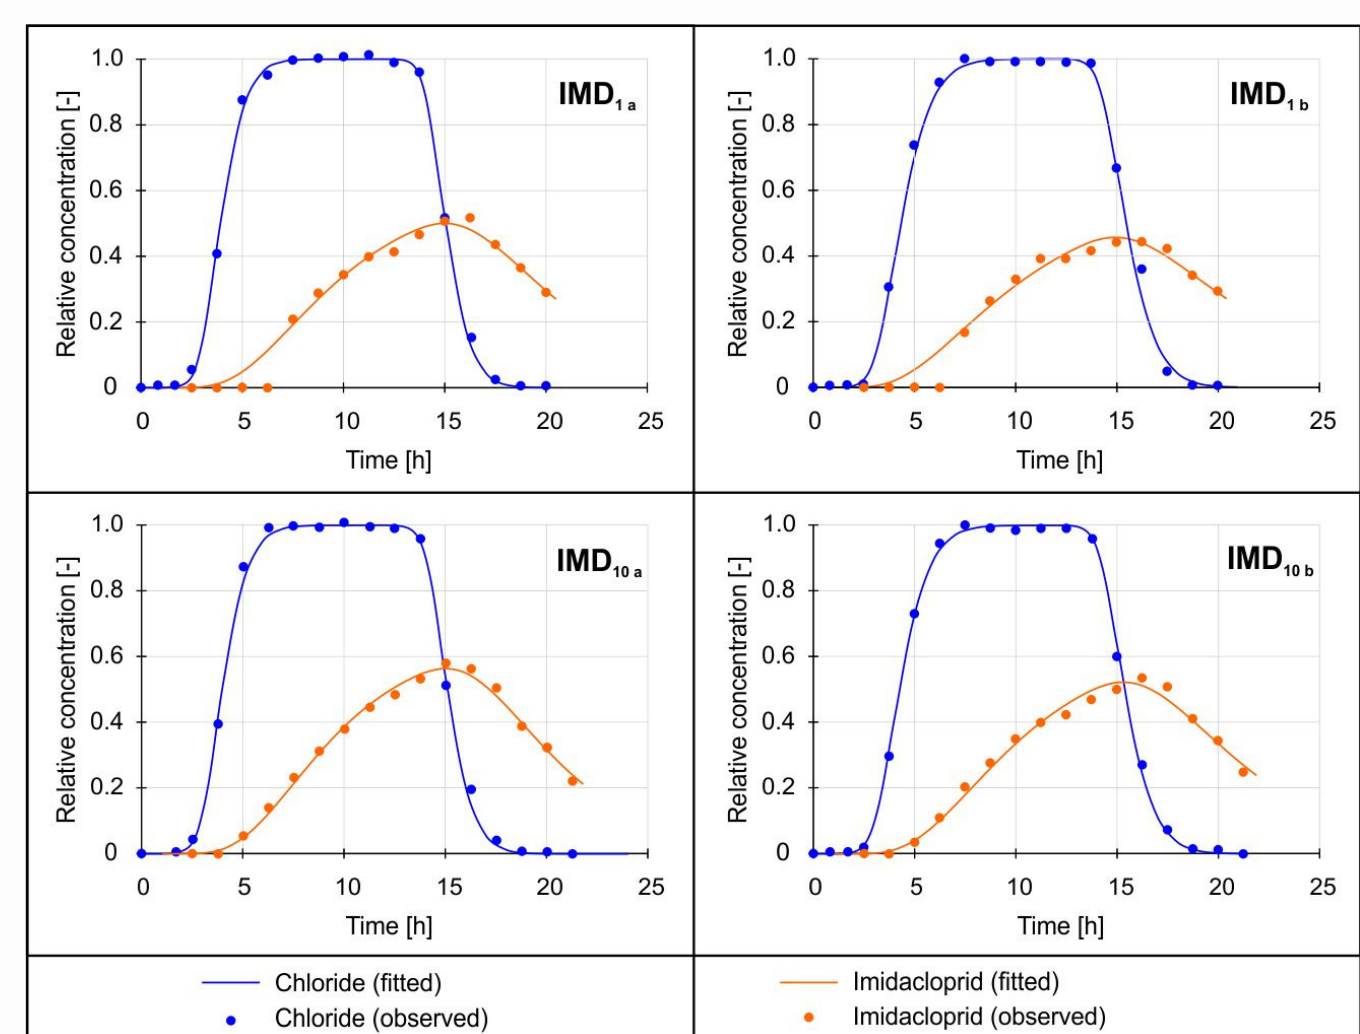 IMD1 a
Relative concentration [-]
1.0
0.8
0.6
0.4
0.2
0
0 5 10 15 20 25
Time [h]
IMD1 b
Relative concentration [-]
1.0
0.8
0.6
0.4
0.2
0
0 5 10 15 20 25
Time [h]
IMD10 a
Relative concentration [-]
1.0
0.8
0.6
0.4
0.2
0
0 5 10 15 20 25
Time [h]
IMD10 b
Relative concentration [-]
1.0
0.8
0.6
0.4
0.2
0
0 5 10 15 20 25
Time [h]
Chloride (fitted)
Chloride (observed)
Imidacloprid (fitted)
Imidacloprid (observed)